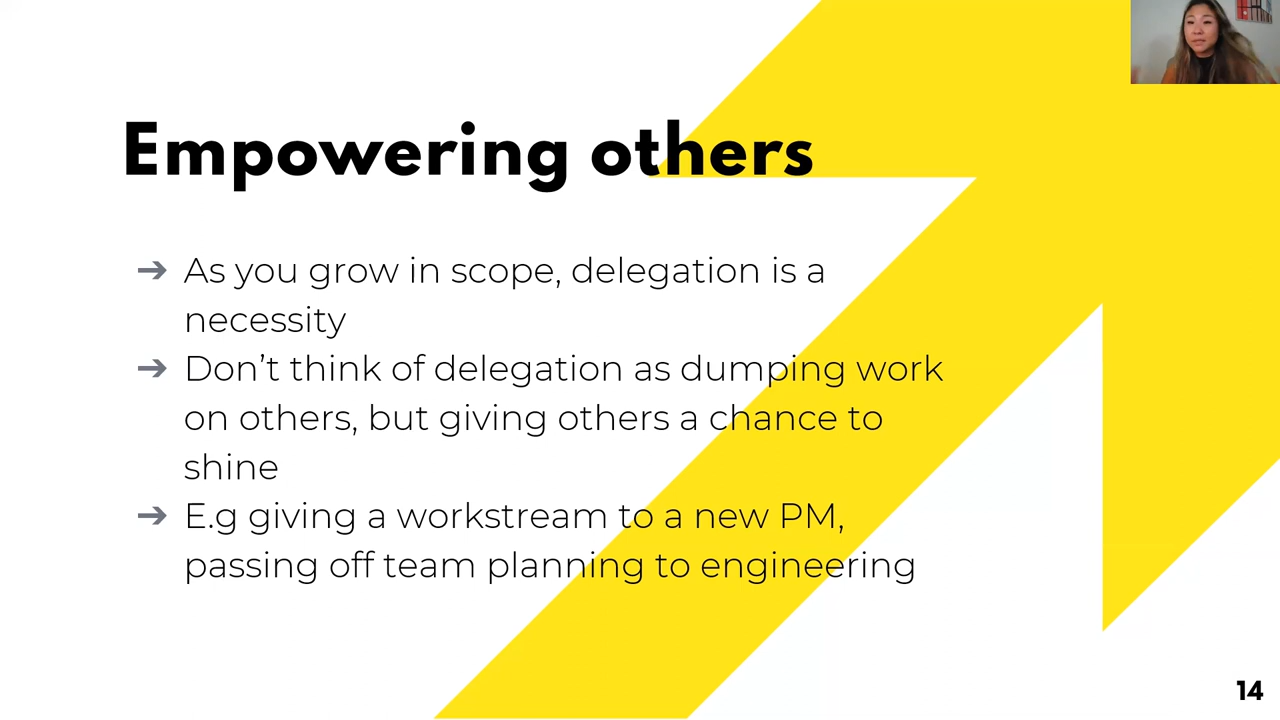 Empowering others
➔ As you grow in scope, delegation is a
necessity
➔ Don’t think of delegation as dumping work
on others, but giving others a chance to
shine
➔ E.g giving a workstream to a new PM,
passing off team planning to engineering
14